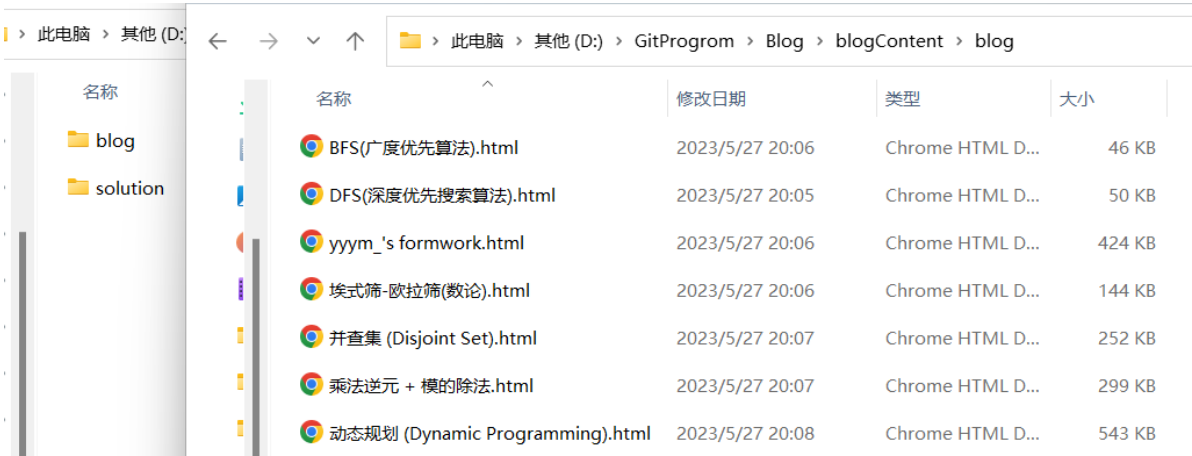 此电脑 › 其他 (D:
名称
blog
solution
此电脑 › 其他 (D:) › GitProgrom › Blog › blogContent › blog
名称 修改日期 类型 大小
BFS(广度优先算法).html 2023/5/27 20:06 Chrome HTML D... 46 KB
DFS(深度优先搜索算法).html 2023/5/27 20:05 Chrome HTML D... 50 KB
yyym_'s formwork.html 2023/5/27 20:06 Chrome HTML D... 424 KB
埃式筛-欧拉筛(数论).html 2023/5/27 20:06 Chrome HTML D... 144 KB
并查集 (Disjoint Set).html 2023/5/27 20:07 Chrome HTML D... 252 KB
乘法逆元 + 模的除法.html 2023/5/27 20:07 Chrome HTML D... 299 KB
动态规划 (Dynamic Programming).html 2023/5/27 20:08 Chrome HTML D... 543 KB